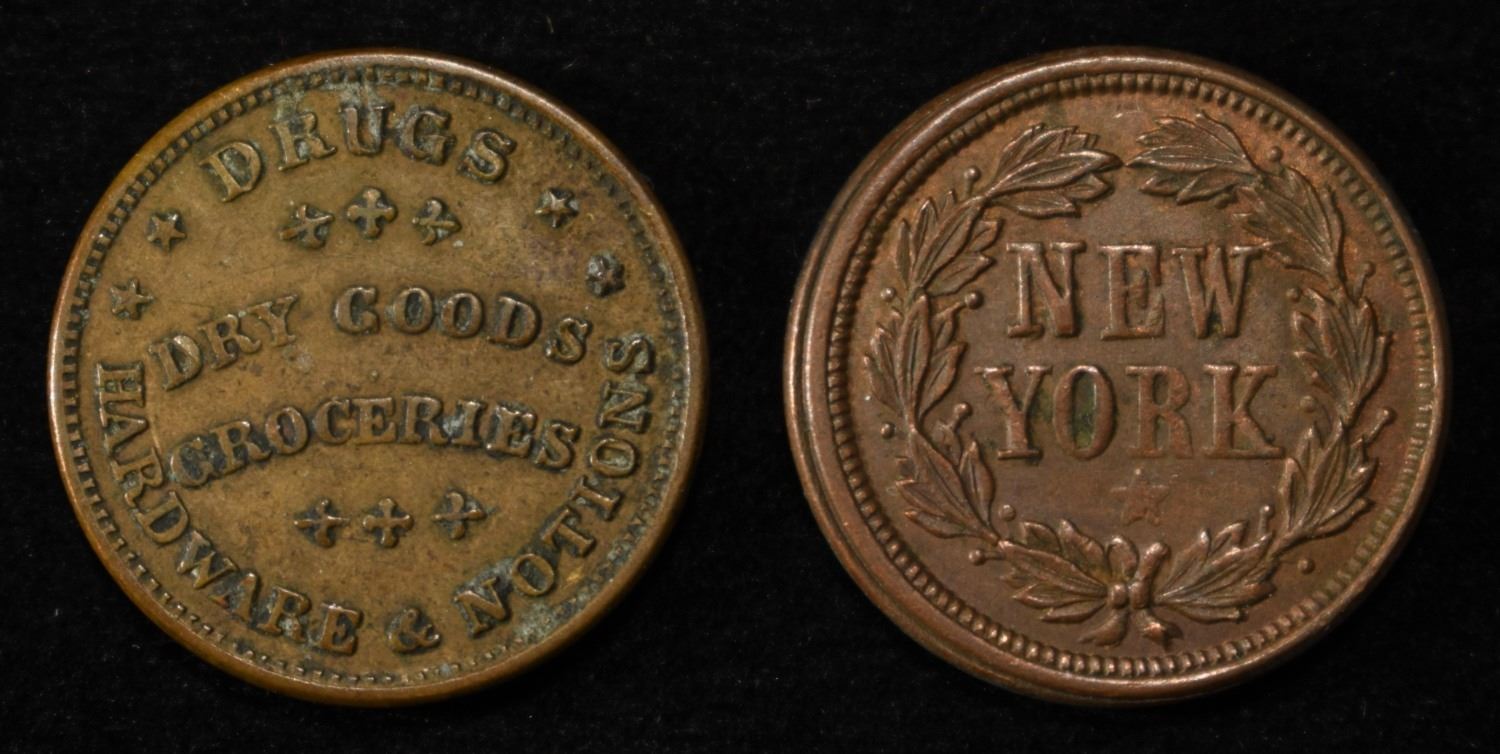 DRUGS
DRY GOODS
GROCERIES
HARDWARE & NOTIONS
NEW
YORK